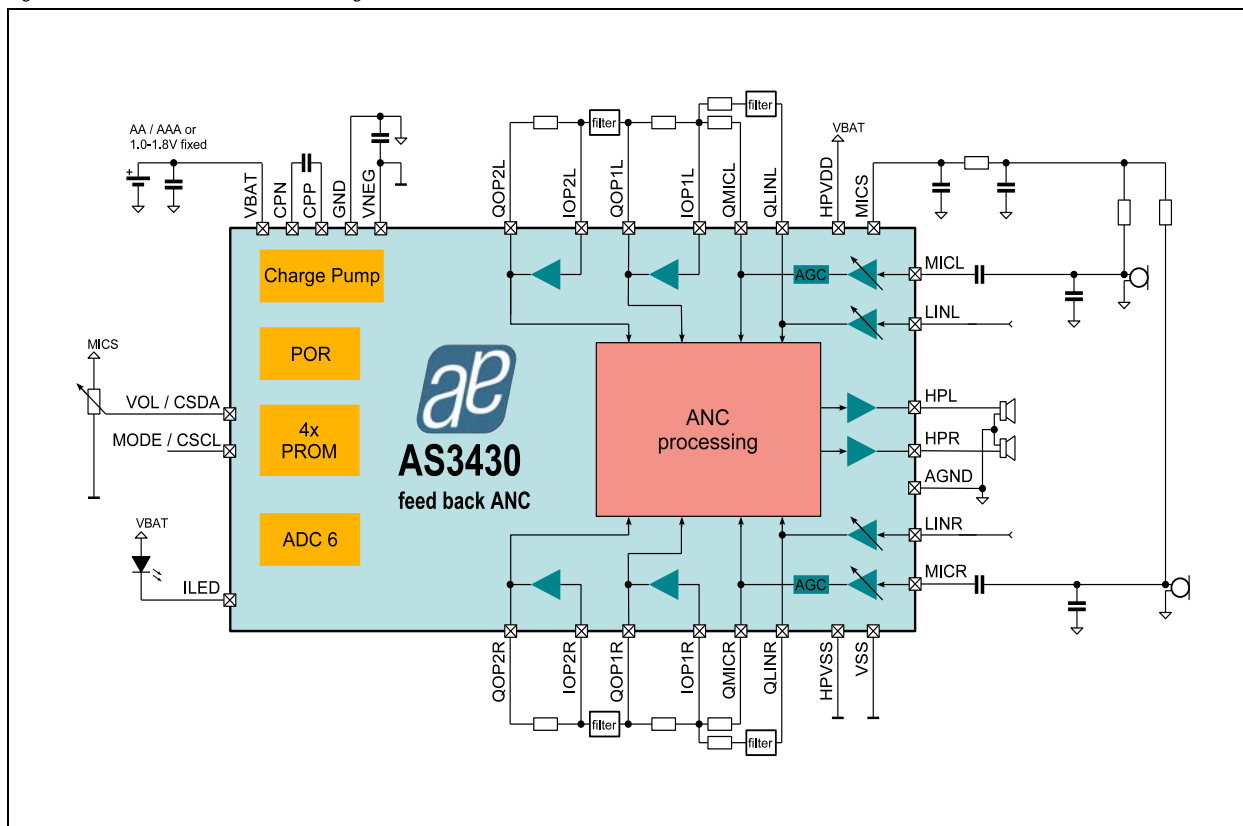 AA / AAA or
1.0-1.8V fixed
VBAT
CPN
CPP
GND
VNEG
QOP2L
IOP2L
QOP1L
IOP1L
QMICL
QLINL
HPVDD
MICS
filter
filter
VBAT
Charge Pump
POR
4x
PROM
ADC 6
MICS
VOL / CSDA
MODE / CSCL
VBAT
ILED
ae
AS3430
feed back ANC
AGC
ANC
processing
AGC
MICL
LINL
HPL
HPR
AGND
LINR
MICR
QOP2R
IOP2R
QOP1R
IOP1R
QMICR
QLINR
HPVSS
VSS
filter
filter